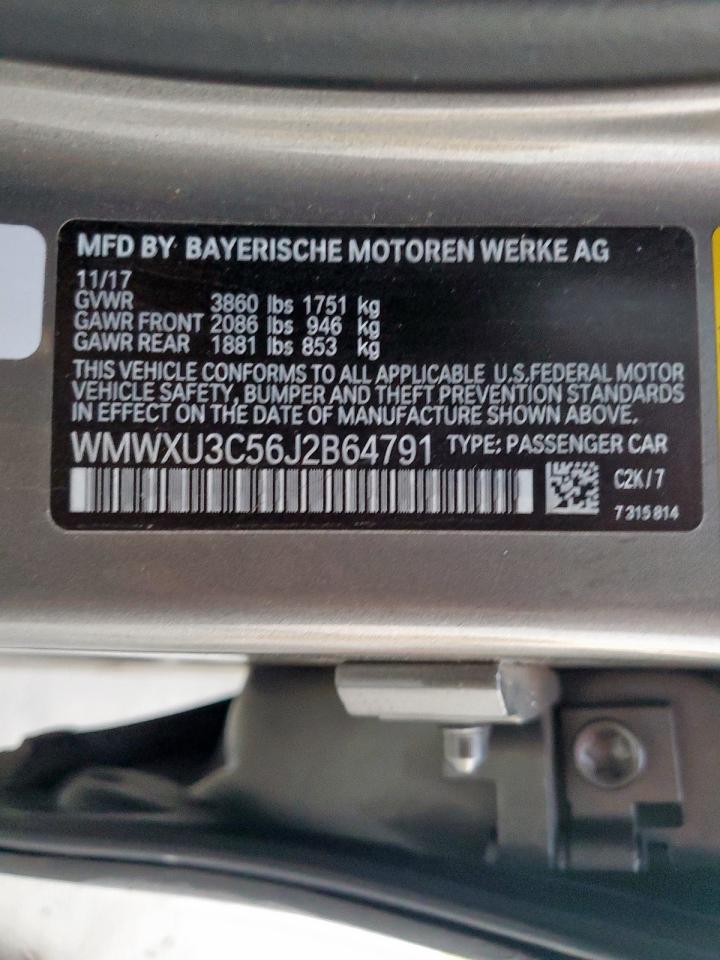 MFD BY BAYERISCHE MOTOREN WERKE AG
11/17
GVWR 3860 lbs 1751 kg
GAWR FRONT 2086 lbs 946 kg
GAWR REAR 1881 lbs 853 kg
THIS VEHICLE CONFORMS TO ALL APPLICABLE U.S.FEDERAL MOTOR
VEHICLE SAFETY, BUMPER AND THEFT PREVENTION STANDARDS
IN EFFECT ON THE DATE OF MANUFACTURE SHOWN ABOVE.
WMWXU3C56J2B64791 TYPE: PASSENGER CAR
C2K/7
7 315 814